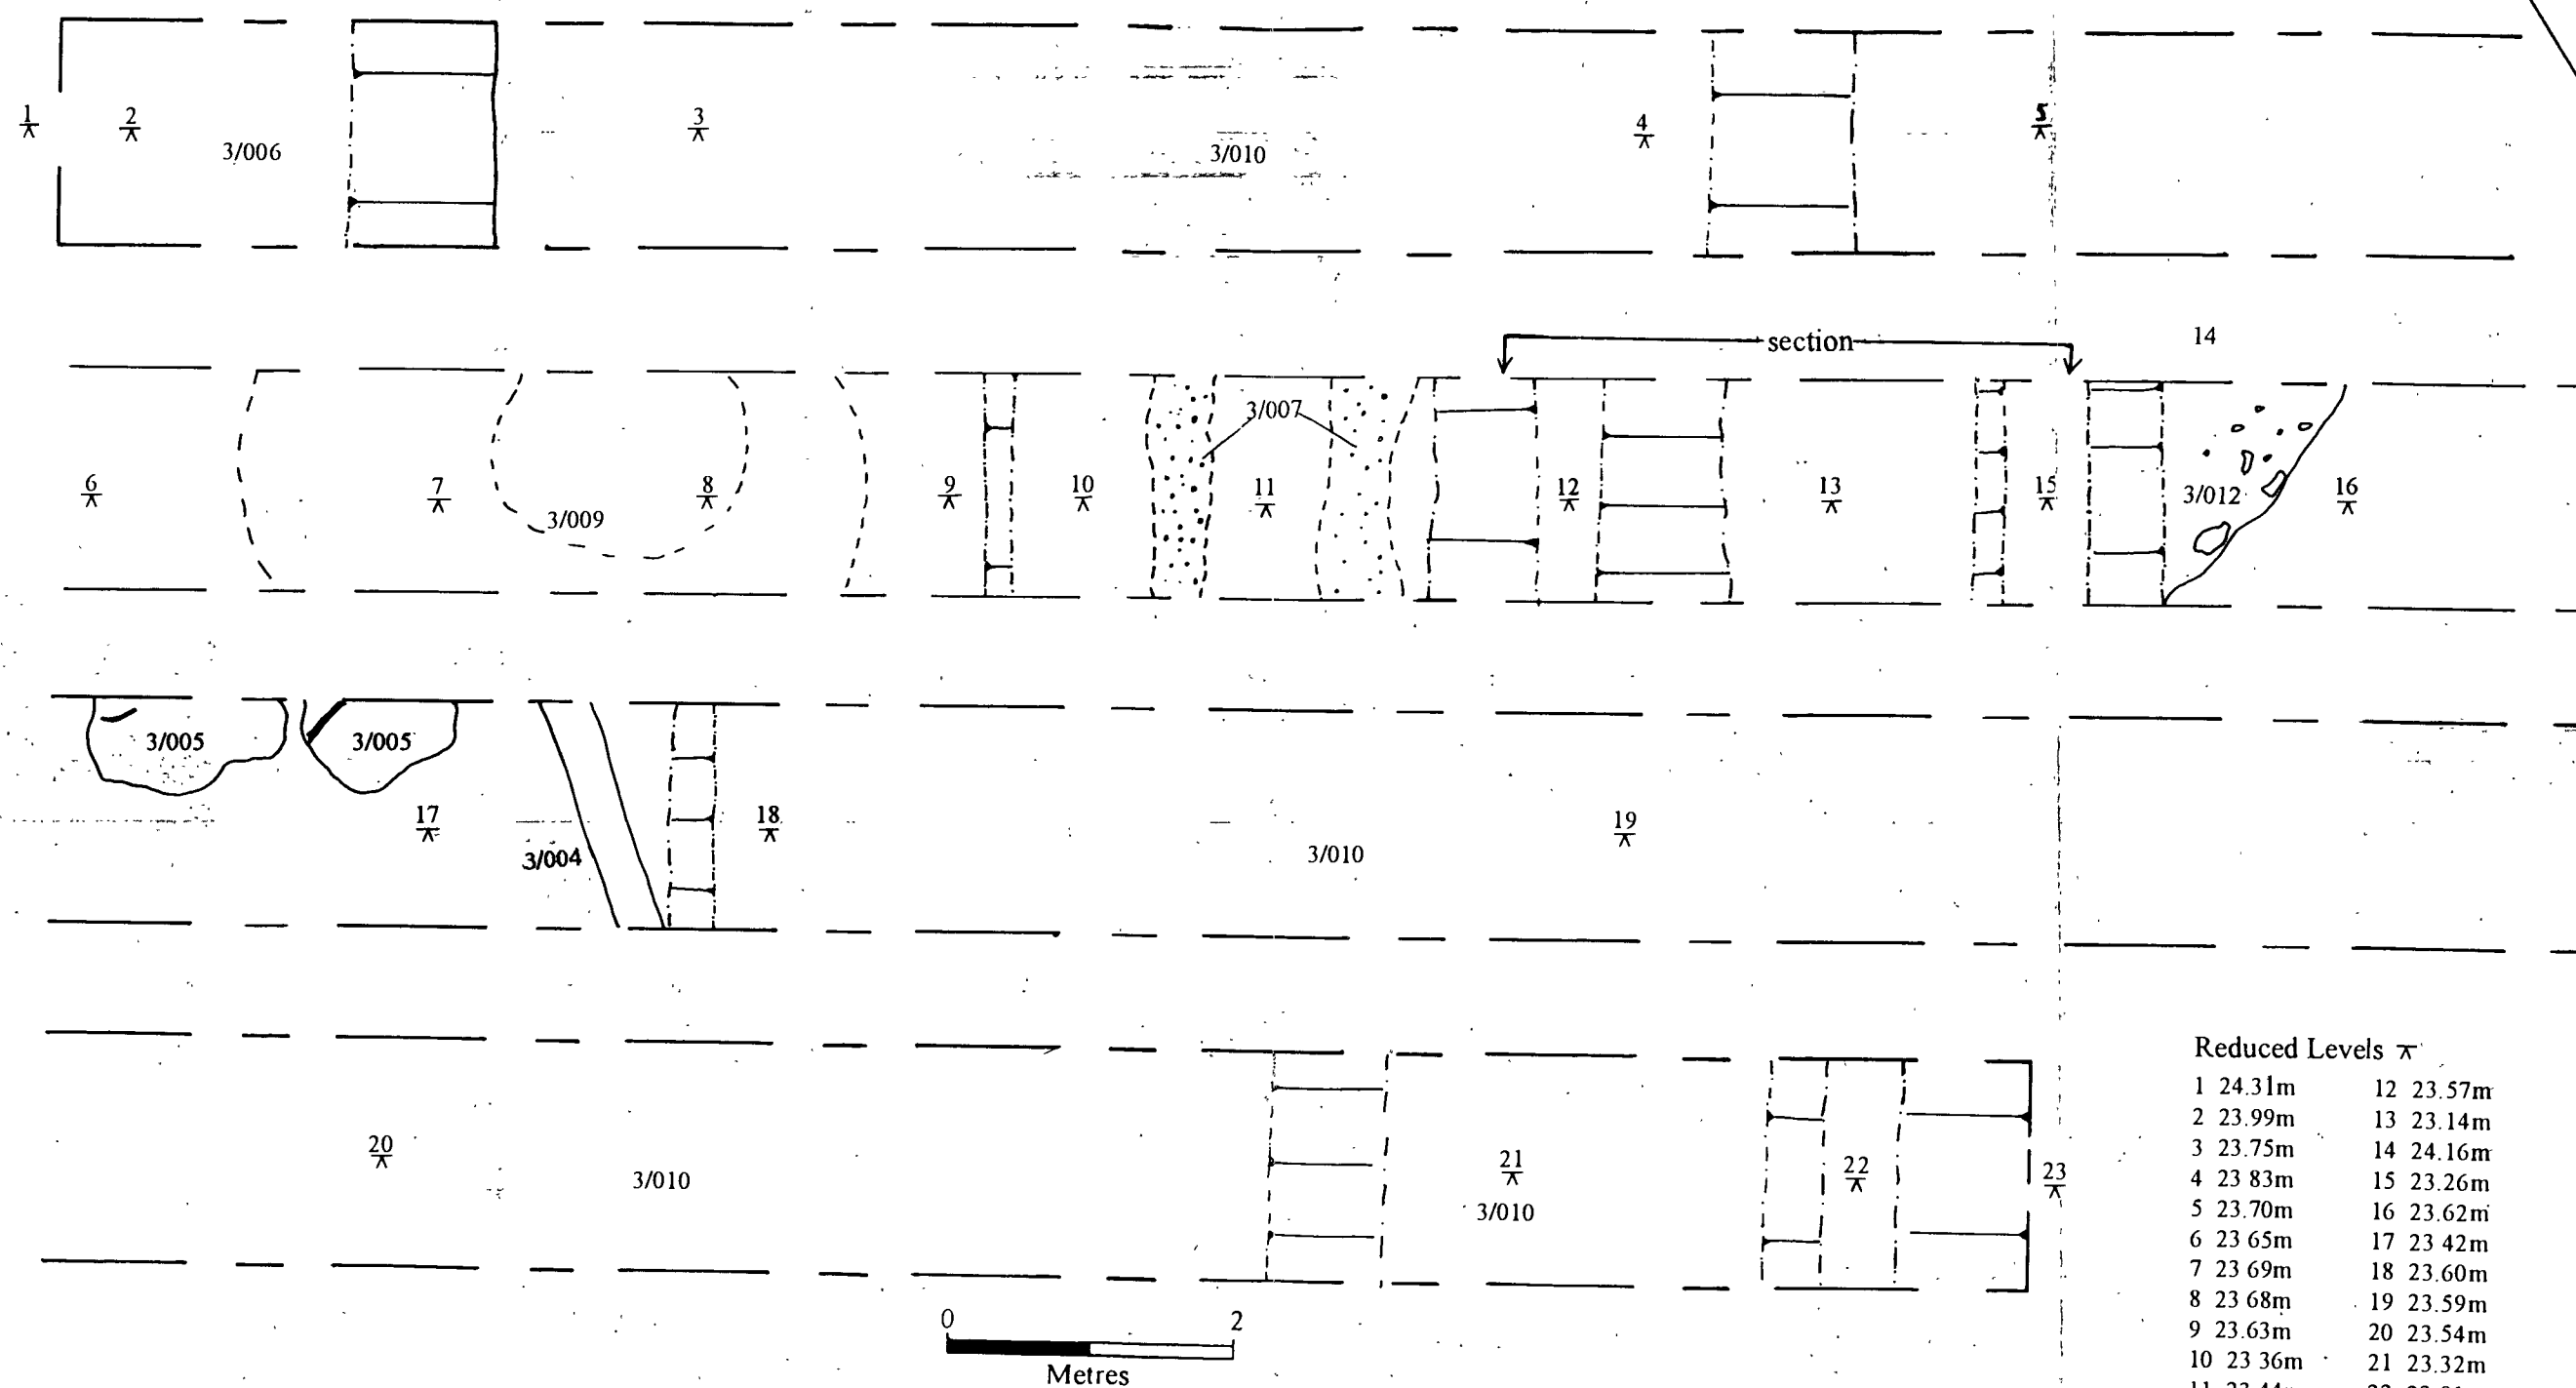 1 2 3/006 3 3/010 4 5
section 14
6 7 3/009 8 9 10 3/007 11 12 13 15 3/012 16
3/005 3/005 17 3/004 18 3/010 19
20 3/010 21 3/010 22 23
0 2
Metres
Reduced Levels
1 24.31m 12 23.57m
2 23.99m 13 23.14m
3 23.75m 14 24.16m
4 23 83m 15 23.26m
5 23.70m 16 23.62m
6 23 65m 17 23 42m
7 23 69m 18 23.60m
8 23 68m 19 23.59m
9 23.63m 20 23.54m
10 23 36m 21 23.32m